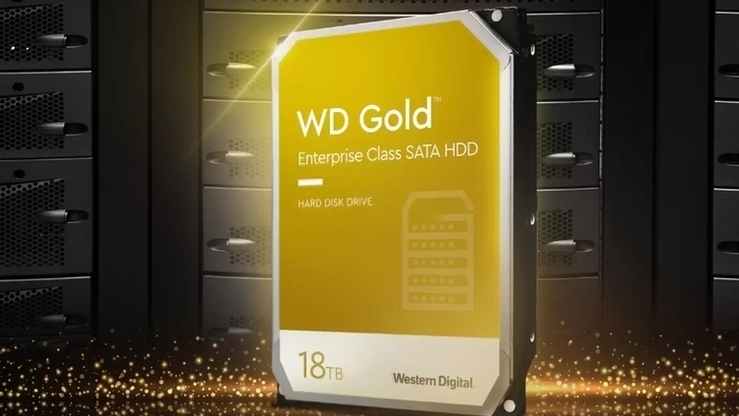 WD Gold™
Enterprise Class SATA HDD
HARD DISK DRIVE
18TB
Western Digital